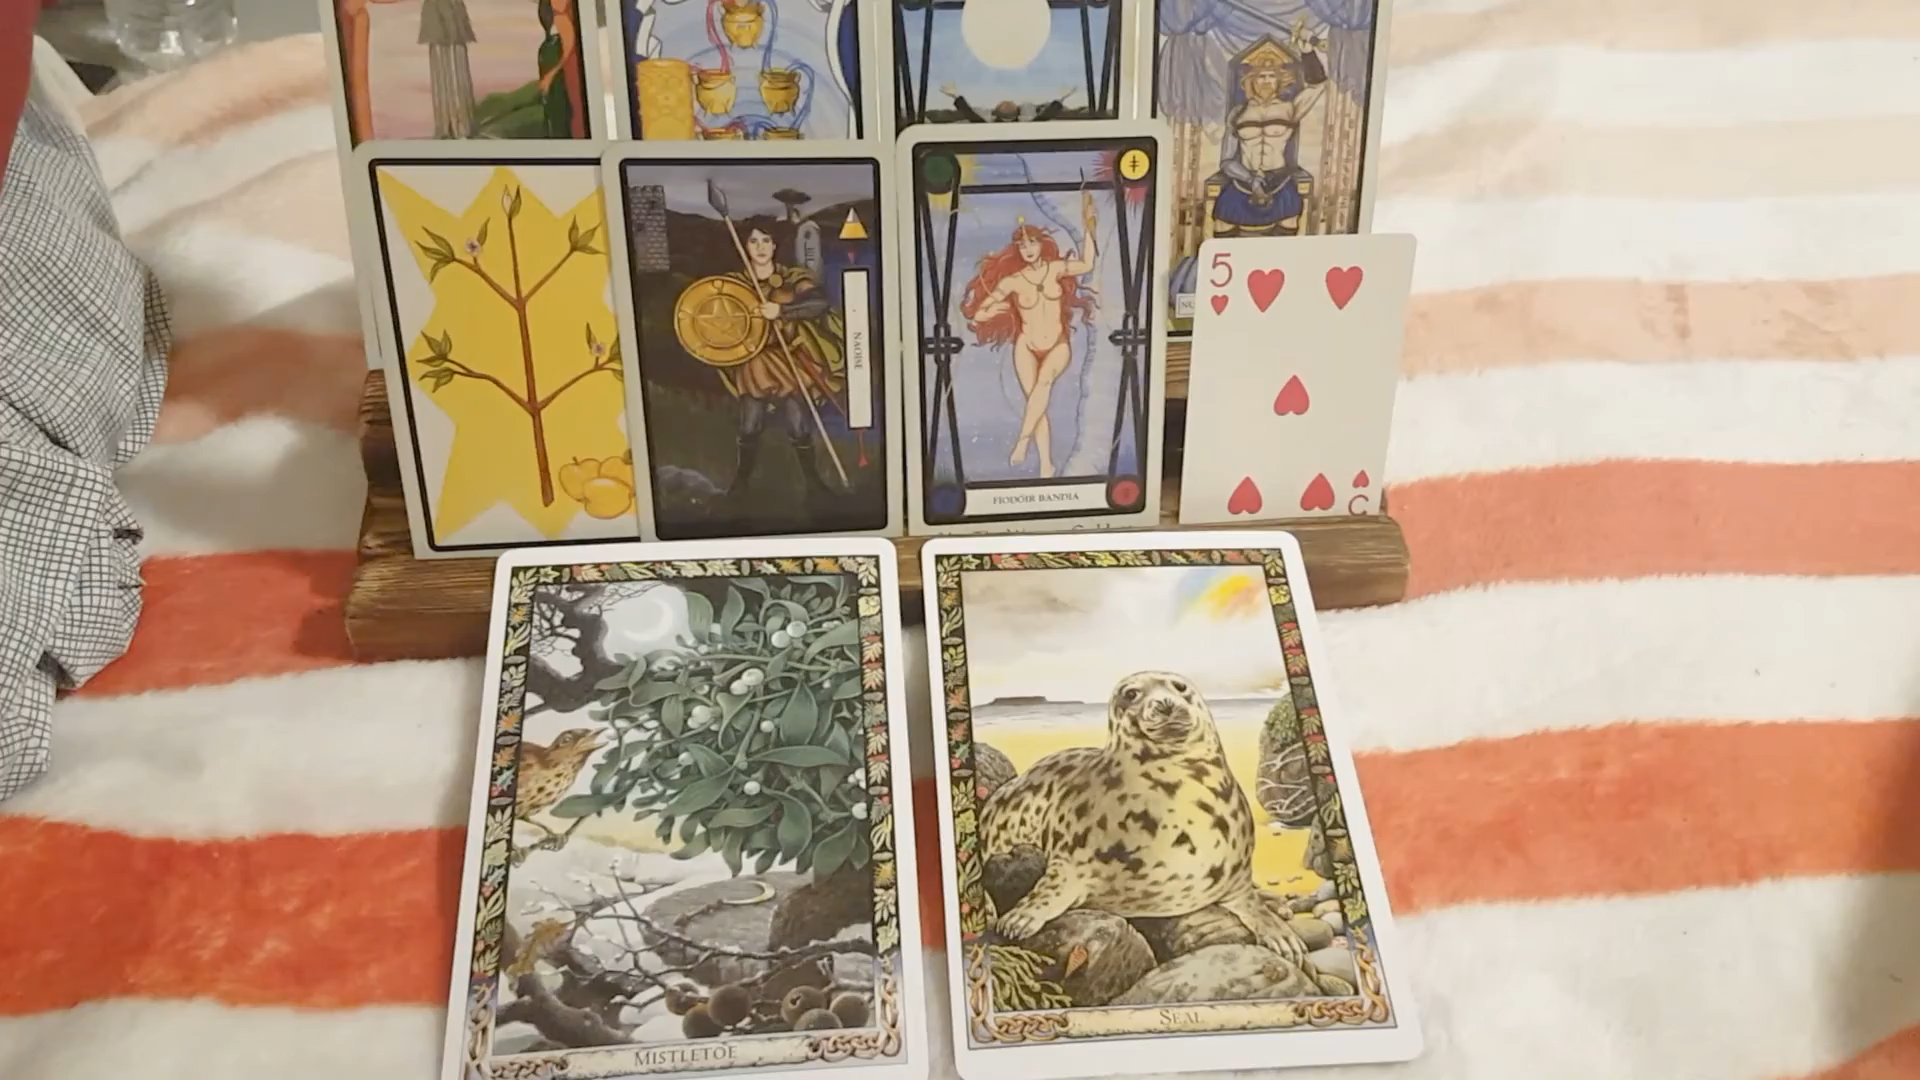 NAOISE
FIODÓIR BANDIA
5
5
MISTLETOE
SEAL